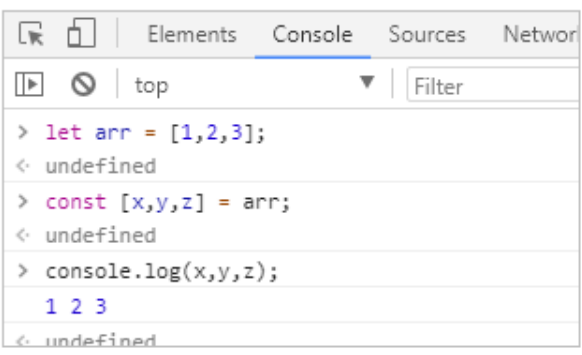 Elements Console Sources Networ
top ▼ Filter
> let arr = [1,2,3];
<· undefined
> const [x,y,z] = arr;
<· undefined
> console.log(x,y,z);
1 2 3
<· undefined